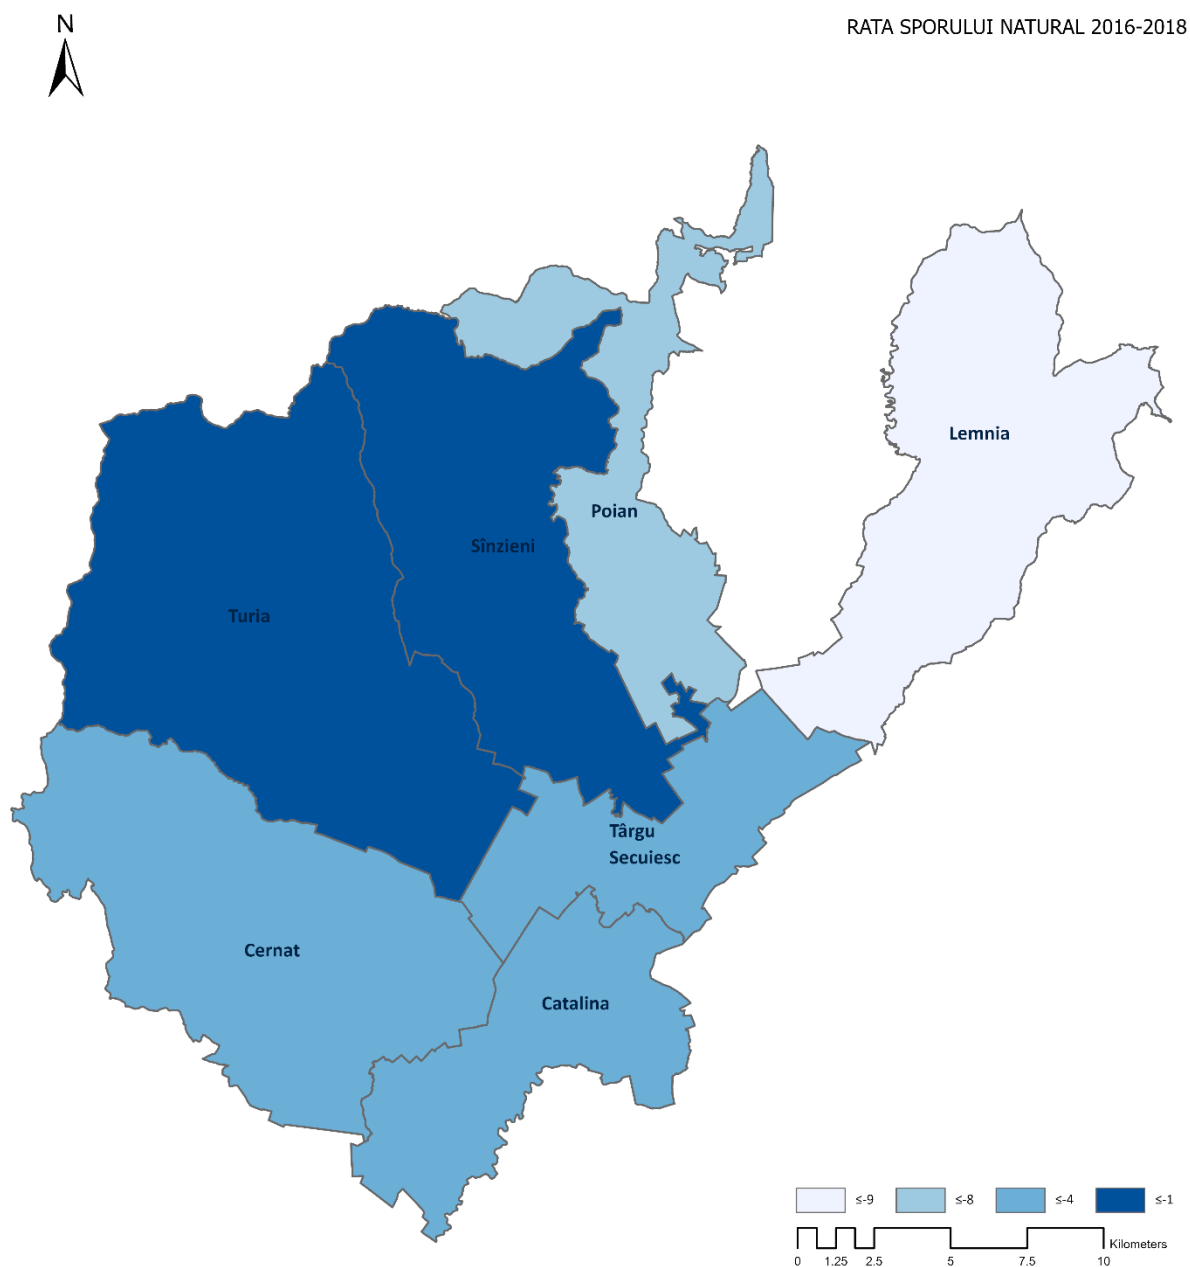 N
RATA SPORULUI NATURAL 2016-2018
Lemnia
Poian
Sînzieni
Turia
Târgu
Secuiesc
Cernat
Catalina
≤-9 ≤-8 ≤-4 ≤-1
Kilometers
0 1.25 2.5 5 7.5 10